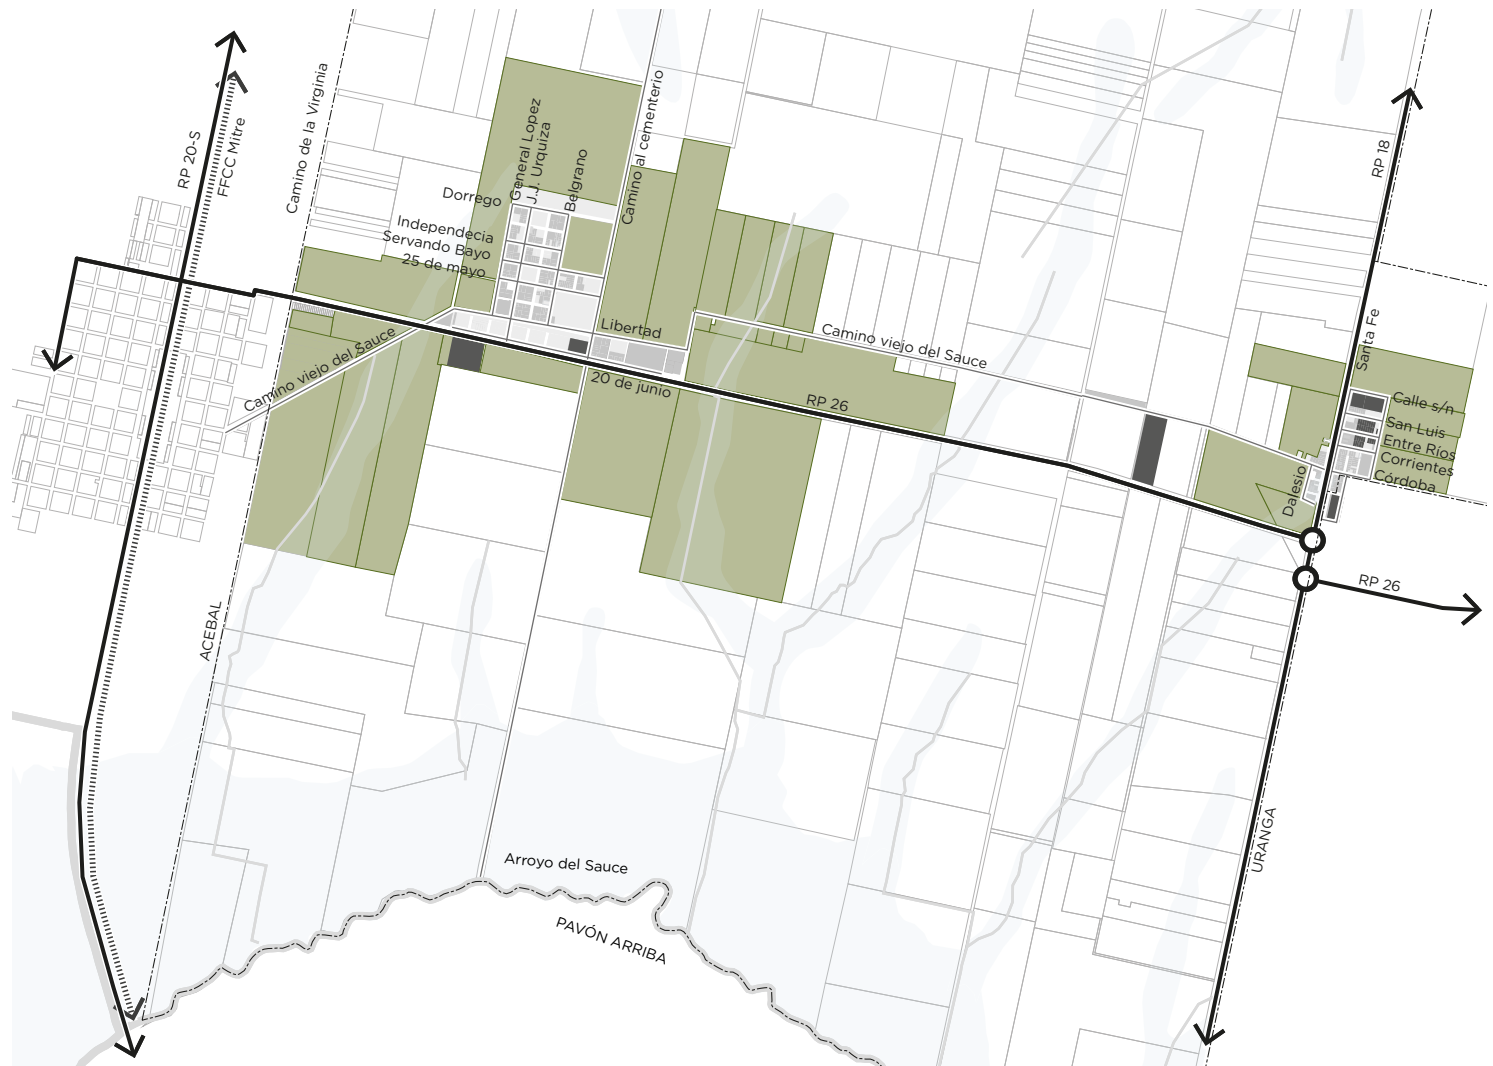 RP 20-S
FFCC Mitre
Camino de la Virginia
General Lopez
J.J. Urquiza
Belgrano
Camino al cementerio
RP 18
Dorrego
Independecia
Servando Bayo
25 de mayo
Libertad
Camino viejo del Sauce
Camino viejo del Sauce
20 de junio
RP 26
Santa Fe
Calle s/n
San Luis
Entre Ríos
Corrientes
Córdoba
Dalesio
RP 26
ACEBAL
URANGA
Arroyo del Sauce
PAVÓN ARRIBA